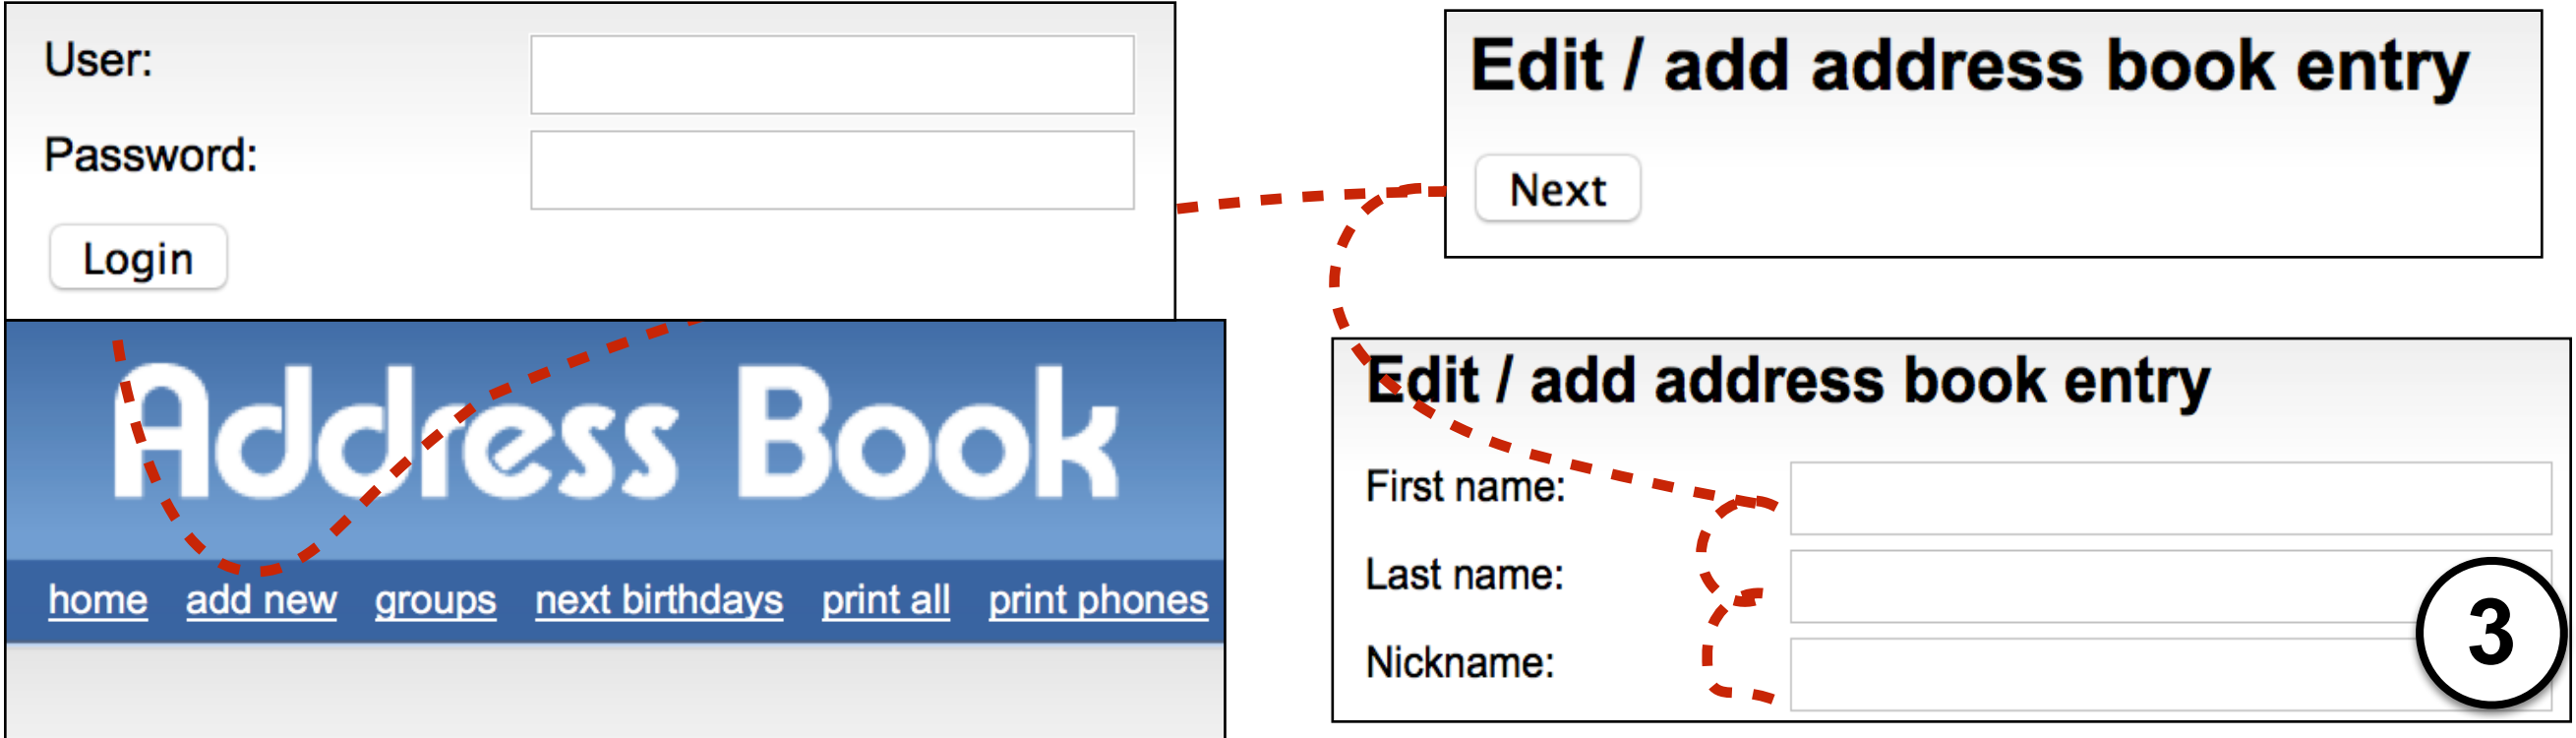 User:
Password:
Login
Address Book
home add new groups next birthdays print all print phones
Edit / add address book entry
Next
Edit / add address book entry
First name:
Last name:
Nickname:
3